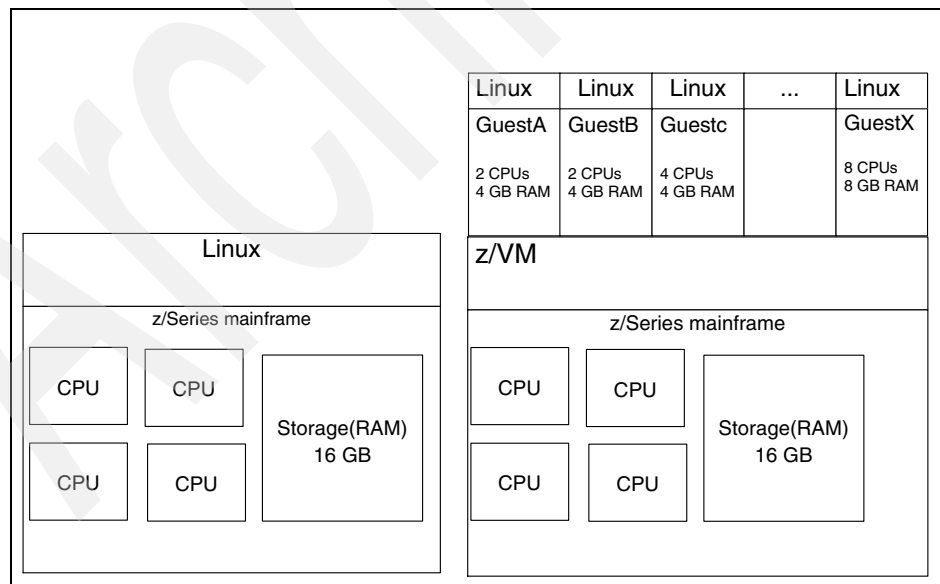 Linux Linux Linux ... Linux
GuestA GuestB Guestc GuestX
2 CPUs 2 CPUs 4 CPUs 8 CPUs
4 GB RAM 4 GB RAM 4 GB RAM 8 GB RAM
Linux
z/Series mainframe
CPU CPU
Storage(RAM)
16 GB
CPU CPU
z/VM
z/Series mainframe
CPU CPU
Storage(RAM)
16 GB
CPU CPU